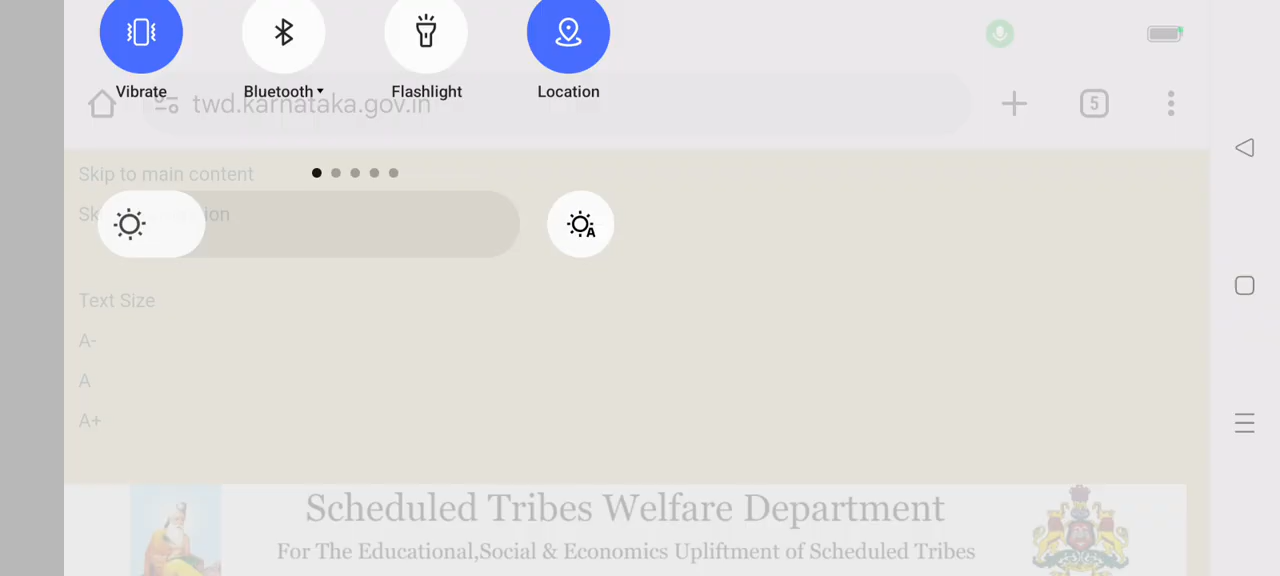 Vibrate
Bluetooth
Flashlight
Location
twd.karnataka.gov.in
5
Skip to main content
A
Text Size
A-
A
A+
Scheduled Tribes Welfare Department
For The Educational,Social & Economics Upliftment of Scheduled Tribes